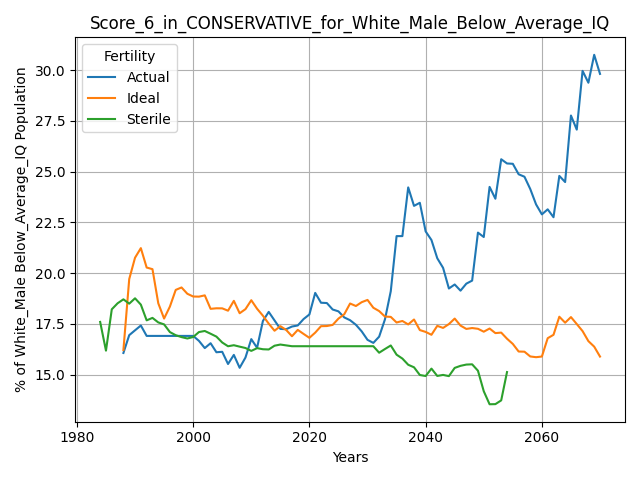 Score_6_in_CONSERVATIVE_for_White_Male_Below_Average_IQ
Fertility
Actual
Ideal
Sterile
% of White_Male Below_Average_IQ Population
30.0
27.5
25.0
22.5
20.0
17.5
15.0
1980
2000
2020
2040
2060
Years